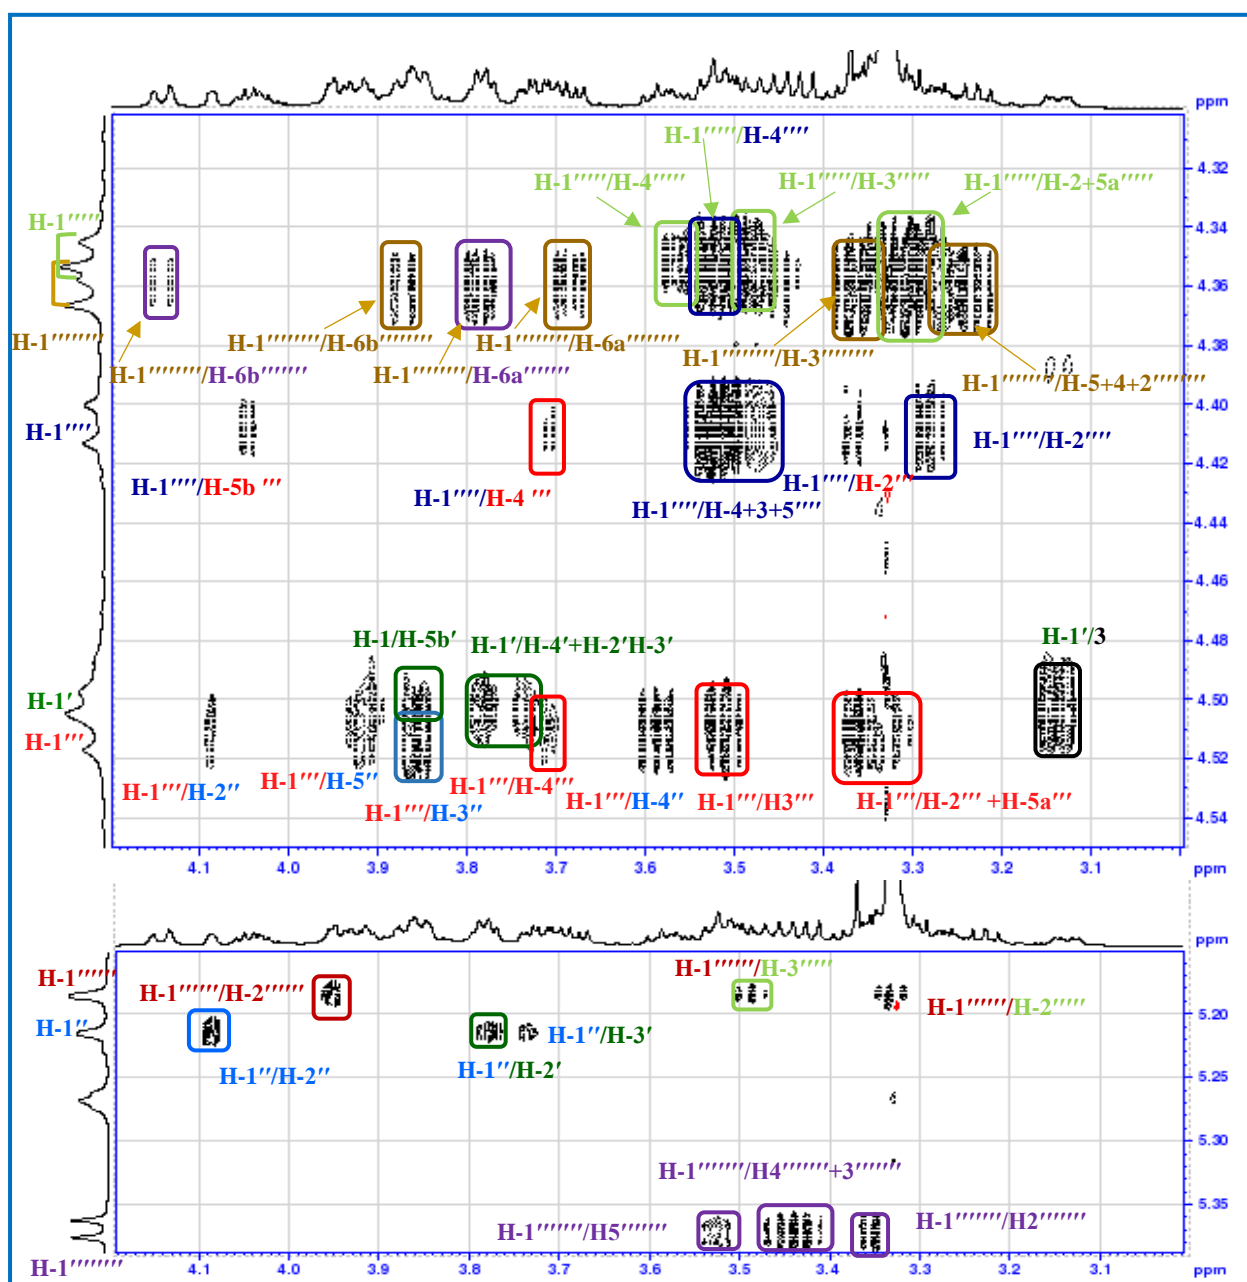 ppm
H-1′′′′′/H-4′′′′
H-1′′′′′/H-4′′′′′
H-1′′′′′/H-3′′′′′
H-1′′′′′/H-2+5a′′′′′
4.32
H-1′′′′′
4.34
4.36
H-1′′′′′′′′
H-1′′′′′′′′/H-6b′′′′′′′′
H-1′′′′′′′′/H-6a′′′′′′′′
H-1′′′′′′′′/H-3′′′′′′′′
4.38
H-1′′′′′′′′/H-6b′′′′′′′
H-1′′′′′′′′/H-6a′′′′′′′
H-1′′′′′′′′/H-5+4+2′′′′′′′′
4.40
H-1′′′′
H-1′′′′/H-2′′′′
4.42
H-1′′′′/H-5b ′′′
H-1′′′′/H-4 ′′′
H-1′′′′/H-2′′′
H-1′′′′/H-4+3+5′′′′
4.44
4.46
4.48
H-1/H-5b′
H-1′/H-4′+H-2′H-3′
H-1′/3
H-1′
4.50
H-1′′′
4.52
H-1′′′/H-2′′
H-1′′′/H-5′′
H-1′′′/H-4′′′
H-1′′′/H-4′′
H-1′′′/H3′′′
H-1′′′/H-2′′′ +H-5a′′′
H-1′′′/H-3′′
4.54
4.1 4.0 3.9 3.8 3.7 3.6 3.5 3.4 3.3 3.2 3.1 ppm
ppm
H-1′′′′′′
H-1′′′′′′/H-2′′′′′′
H-1′′′′′′/H-3′′′′′
H-1′′′′′′/H-2′′′′′
5.20
H-1′′
H-1′′/H-3′
H-1′′/H-2′′
H-1′′/H-2′
5.25
5.30
H-1′′′′′′′/H4′′′′′′′+3′′′′′′′
5.35
H-1′′′′′′′/H5′′′′′′′
H-1′′′′′′′/H2′′′′′′′
H-1′′′′′′′′
4.1 4.0 3.9 3.8 3.7 3.6 3.5 3.4 3.3 3.2 3.1 ppm